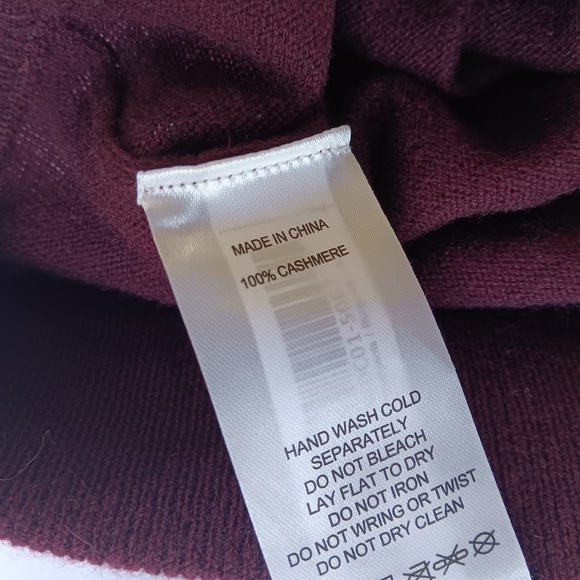 MADE IN CHINA
100% CASHMERE
HAND WASH COLD
SEPARATELY
DO NOT BLEACH
LAY FLAT TO DRY
DO NOT IRON
DO NOT WRING OR TWIST
DO NOT DRY CLEAN